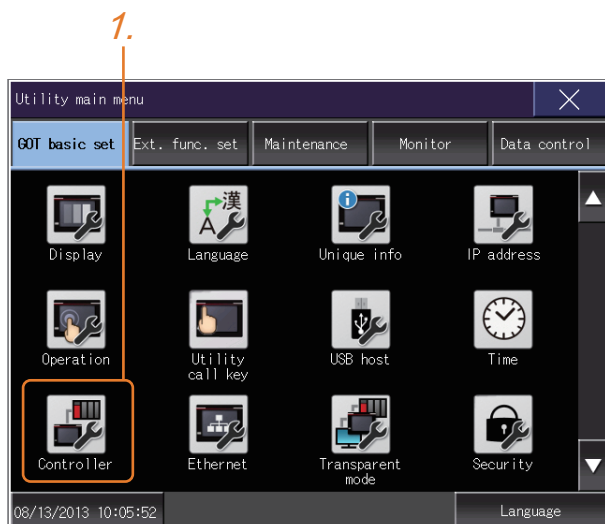 1.
Utility main menu
GOT basic set Ext. func. set Maintenance Monitor Data control
漢
A
Display Language Unique info IP address
Operation Utility call key USB host Time
Controller Ethernet Transparent mode Security
08/13/2013 10:05:52 Language